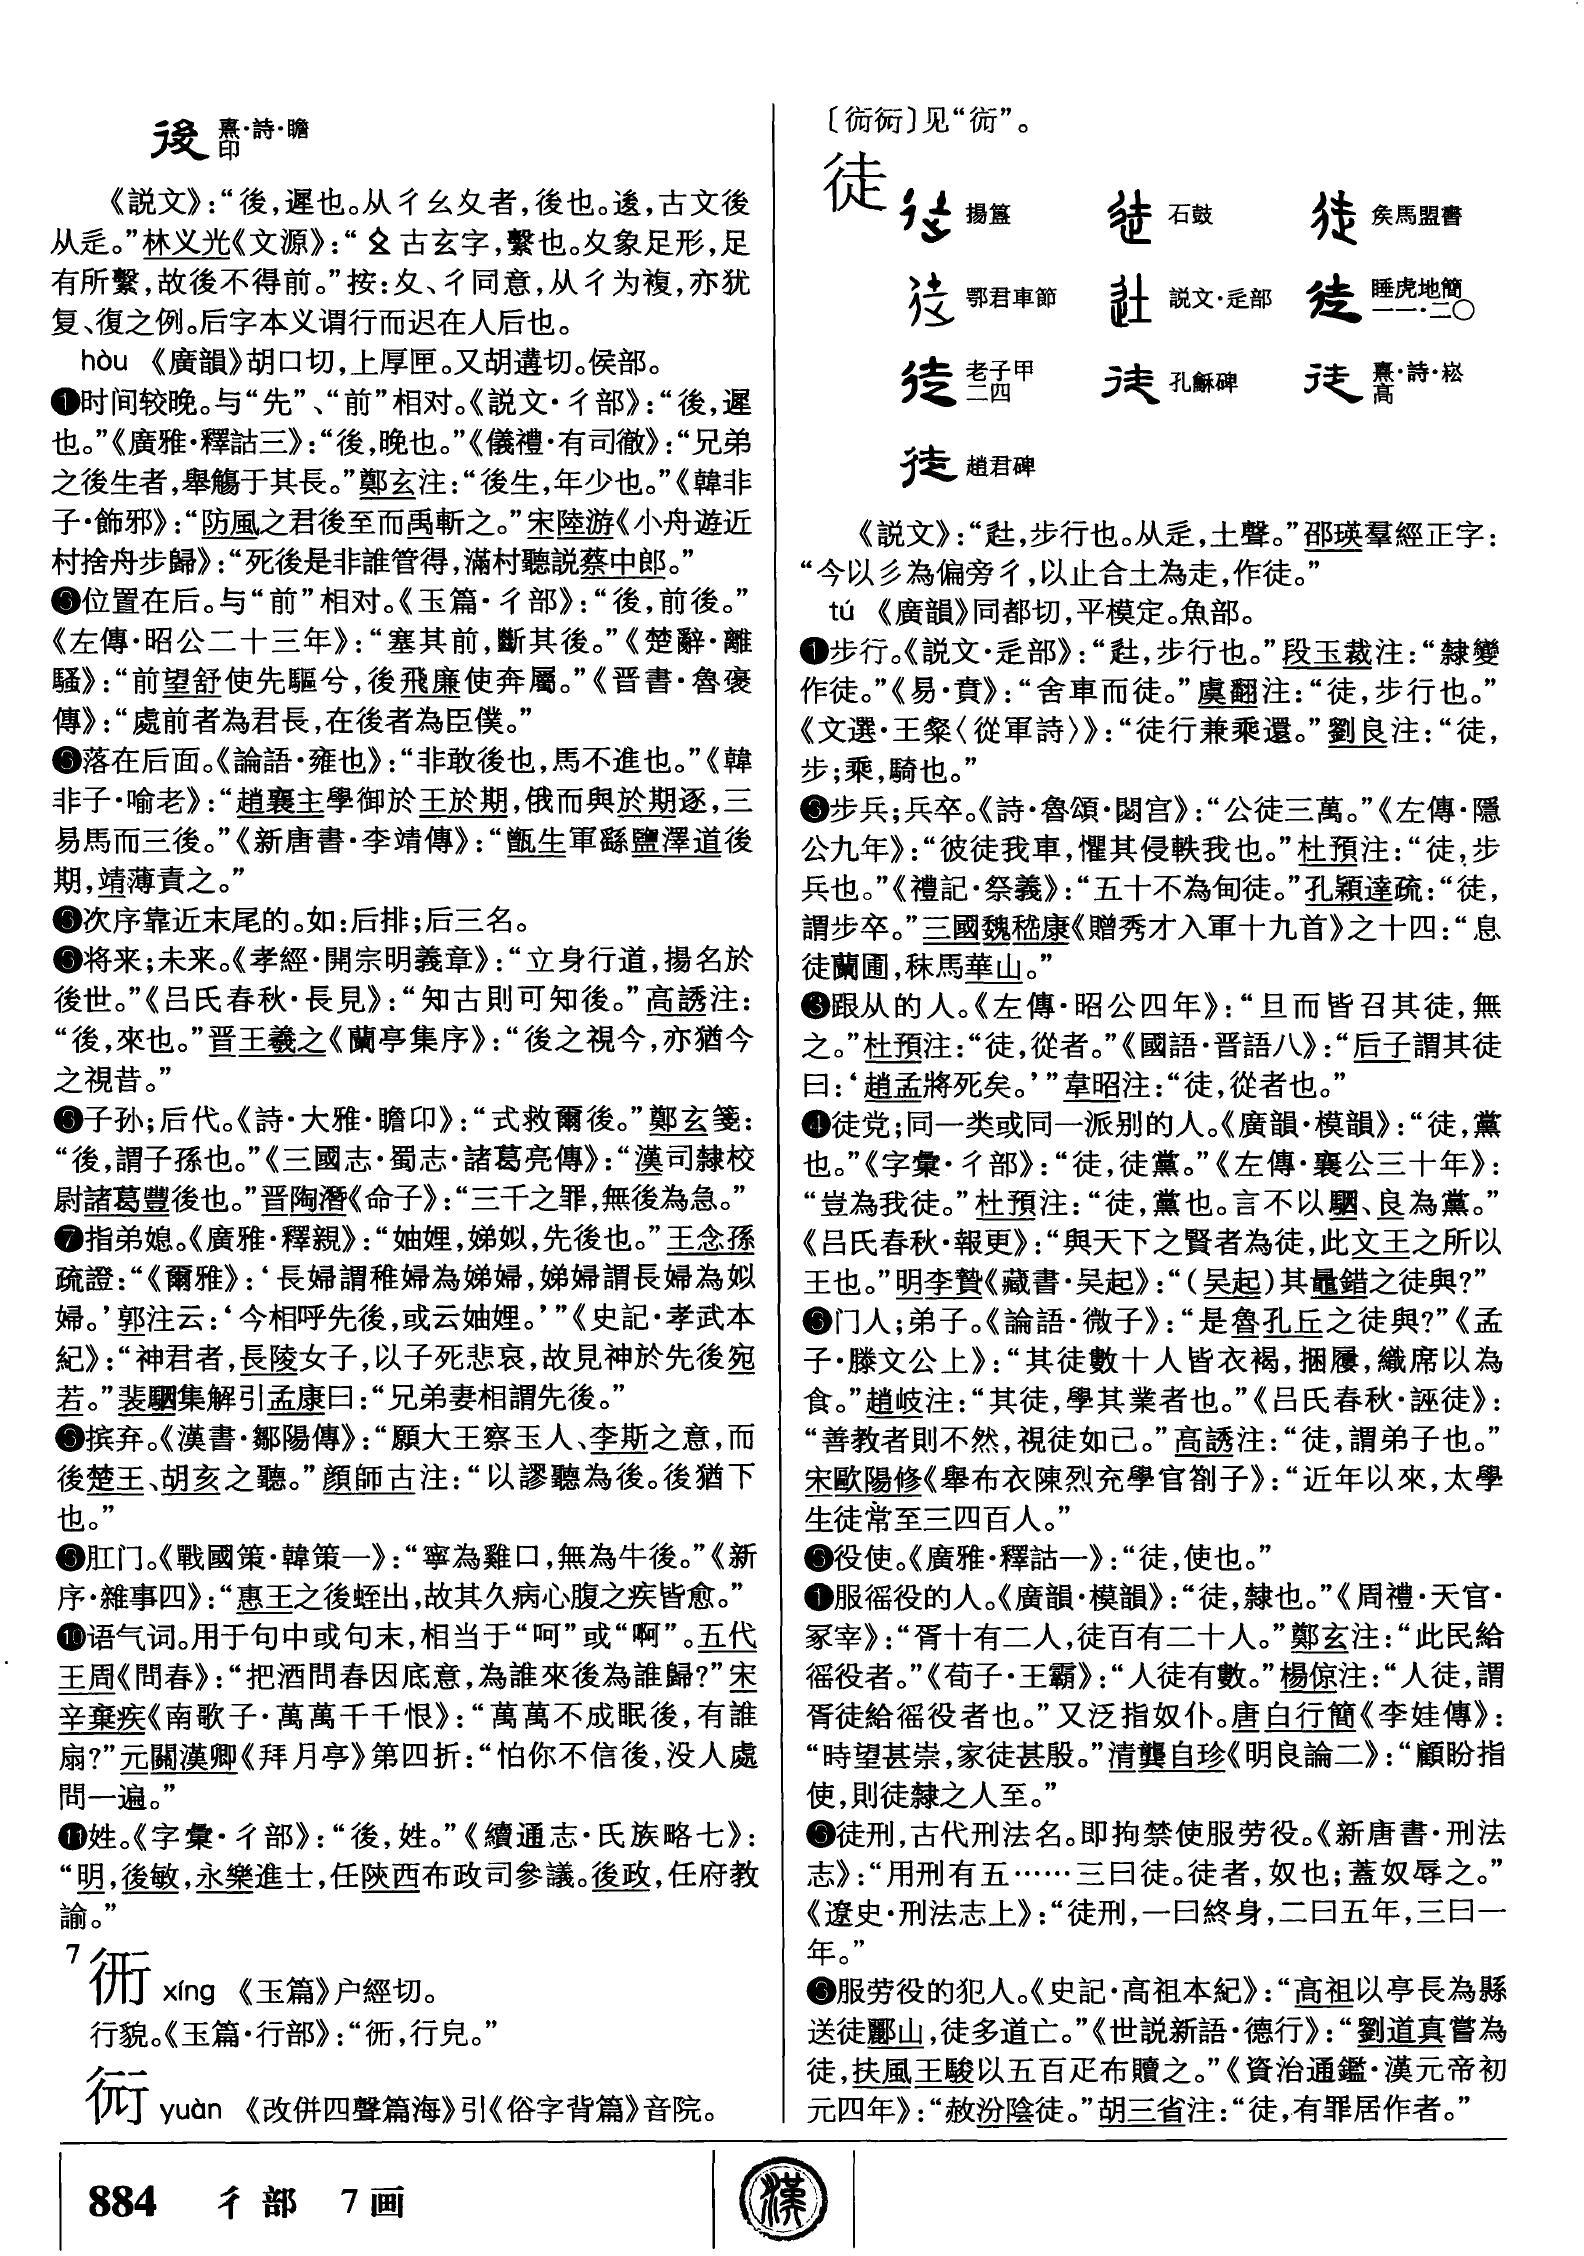 後 熹·詩·瞻
卬
《説文》：“後，遲也。从彳幺夊者，後也。𨒥，古文後
从辵。”林义光《文源》：“ 古玄字，繫也。夊象足形，足
有所繫，故後不得前。”按：夊、彳同意，从彳为複，亦犹
复、復之例。后字本义谓行而迟在人后也。
hòu 《廣韻》胡口切，上厚匣。又胡遘切。侯部。
❶时间较晚。与“先”、“前”相对。《説文·彳部》：“後，遲
也。”《廣雅·釋詁三》：“後，晚也。”《儀禮·有司徹》：“兄弟
之後生者，舉觴于其長。”鄭玄注：“後生，年少也。”《韓非
子·飾邪》：“防風之君後至而禹斬之。”宋陸游《小舟遊近
村捨舟步歸》：“死後是非誰管得，滿村聽説蔡中郎。”
❷位置在后。与“前”相对。《玉篇·彳部》：“後，前後。”
《左傳·昭公二十三年》：“塞其前，斷其後。”《楚辭·離
騷》：“前望舒使先驅兮，後飛廉使奔屬。”《晋書·魯褒
傳》：“處前者為君長，在後者為臣僕。”
❸落在后面。《論語·雍也》：“非敢後也，馬不進也。”《韓
非子·喻老》：“趙襄主學御於王於期，俄而與於期逐，三
易馬而三後。”《新唐書·李靖傳》：“甑生軍繇鹽澤道後
期，靖薄責之。”
❹次序靠近末尾的。如：后排；后三名。
❺将来；未来。《孝經·開宗明義章》：“立身行道，揚名於
後世。”《吕氏春秋·長見》：“知古則可知後。”高誘注：
“後，來也。”晋王羲之《蘭亭集序》：“後之視今，亦猶今
之視昔。”
❻子孙；后代。《詩·大雅·瞻卬》：“式救爾後。”鄭玄箋：
“後，謂子孫也。”《三國志·蜀志·諸葛亮傳》：“漢司隸校
尉諸葛豐後也。”晋陶潛《命子》：“三千之罪，無後為急。”
❼指弟媳。《廣雅·釋親》：“妯娌，娣姒，先後也。”王念孫
疏證：“《爾雅》：‘長婦謂稚婦為娣婦，娣婦謂長婦為姒
婦。’郭注云：‘今相呼先後，或云妯娌。’”《史記·孝武本
紀》：“神君者，長陵女子，以子死悲哀，故見神於先後宛
若。”裴駰集解引孟康曰：“兄弟妻相謂先後。”
❽摈弃。《漢書·鄒陽傳》：“願大王察玉人、李斯之意，而
後楚王、胡亥之聽。”顔師古注：“以謬聽為後。後猶下
也。”
❾肛门。《戰國策·韓策一》：“寧為雞口，無為牛後。”《新
序·雜事四》：“惠王之後蛭出，故其久病心腹之疾皆愈。”
❿语气词。用于句中或句末，相当于“呵”或“啊”。五代
王周《問春》：“把酒問春因底意，為誰來後為誰歸？”宋
辛棄疾《南歌子·萬萬千千恨》：“萬萬不成眠後，有誰
扇？”元關漢卿《拜月亭》第四折：“怕你不信後，没人處
問一遍。”
⓫姓。《字彙·彳部》：“後，姓。”《續通志·氏族略七》：
“明，後敏，永樂進士，任陝西布政司參議。後政，任府教
諭。”
7
xíng 《玉篇》户經切。
行貌。《玉篇·行部》：“，行皃。”
yuàn 《改併四聲篇海》引《俗字背篇》音院。
〔〕见“”。
徒 揚簋 石鼓 矦馬盟書
鄂君車節 説文·辵部 睡虎地簡
一一·二〇
老子甲
二四 孔龢碑 熹·詩·崧
高
趙君碑
《説文》：“𨑒，步行也。从辵，土聲。”邵瑛羣經正字：
“今以彡為偏旁彳，以止合土為走，作徒。”
tú 《廣韻》同都切，平模定。魚部。
❶步行。《説文·辵部》：“𨑒，步行也。”段玉裁注：“隸變
作徒。”《易·賁》：“舍車而徒。”虞翻注：“徒，步行也。”
《文選·王粲〈從軍詩〉》：“徒行兼乘還。”劉良注：“徒，
步；乘，騎也。”
❷步兵；兵卒。《詩·魯頌·閟宫》：“公徒三萬。”《左傳·隱
公九年》：“彼徒我車，懼其侵軼我也。”杜預注：“徒，步
兵也。”《禮記·祭義》：“五十不為甸徒。”孔穎達疏：“徒，
謂步卒。”三國魏嵇康《贈秀才入軍十九首》之十四：“息
徒蘭圃，秣馬華山。”
❸跟从的人。《左傳·昭公四年》：“旦而皆召其徒，無
之。”杜預注：“徒，從者。”《國語·晋語八》：“后子謂其徒
曰：‘趙孟將死矣。’”韋昭注：“徒，從者也。”
❹徒党；同一类或同一派别的人。《廣韻·模韻》：“徒，黨
也。”《字彙·彳部》：“徒，徒黨。”《左傳·襄公三十年》：
“豈為我徒。”杜預注：“徒，黨也。言不以駟、良為黨。”
《吕氏春秋·報更》：“與天下之賢者為徒，此文王之所以
王也。”明李贄《藏書·吴起》：“（吴起）其鼂錯之徒與？”
❺门人；弟子。《論語·微子》：“是魯孔丘之徒與？”《孟
子·滕文公上》：“其徒數十人皆衣褐，捆屨，織席以為
食。”趙岐注：“其徒，學其業者也。”《吕氏春秋·誣徒》：
“善教者則不然，視徒如己。”高誘注：“徒，謂弟子也。”
宋歐陽修《舉布衣陳烈充學官劄子》：“近年以來，太學
生徒常至三四百人。”
❻役使。《廣雅·釋詁一》：“徒，使也。”
❼服徭役的人。《廣韻·模韻》：“徒，隸也。”《周禮·天官·
冢宰》：“胥十有二人，徒百有二十人。”鄭玄注：“此民給
徭役者。”《荀子·王霸》：“人徒有數。”楊倞注：“人徒，謂
胥徒給徭役者也。”又泛指奴仆。唐白行簡《李娃傳》：
“時望甚崇，家徒甚殷。”清龔自珍《明良論二》：“顧盼指
使，則徒隸之人至。”
❽徒刑，古代刑法名。即拘禁使服劳役。《新唐書·刑法
志》：“用刑有五……三曰徒。徒者，奴也；蓋奴辱之。”
《遼史·刑法志上》：“徒刑，一曰終身，二曰五年，三曰一
年。”
❾服劳役的犯人。《史記·高祖本紀》：“高祖以亭長為縣
送徒酈山，徒多道亡。”《世説新語·德行》：“劉道真嘗為
徒，扶風王駿以五百疋布贖之。”《資治通鑑·漢元帝初
元四年》：“赦汾陰徒。”胡三省注：“徒，有罪居作者。”
884 彳部 7画
漢